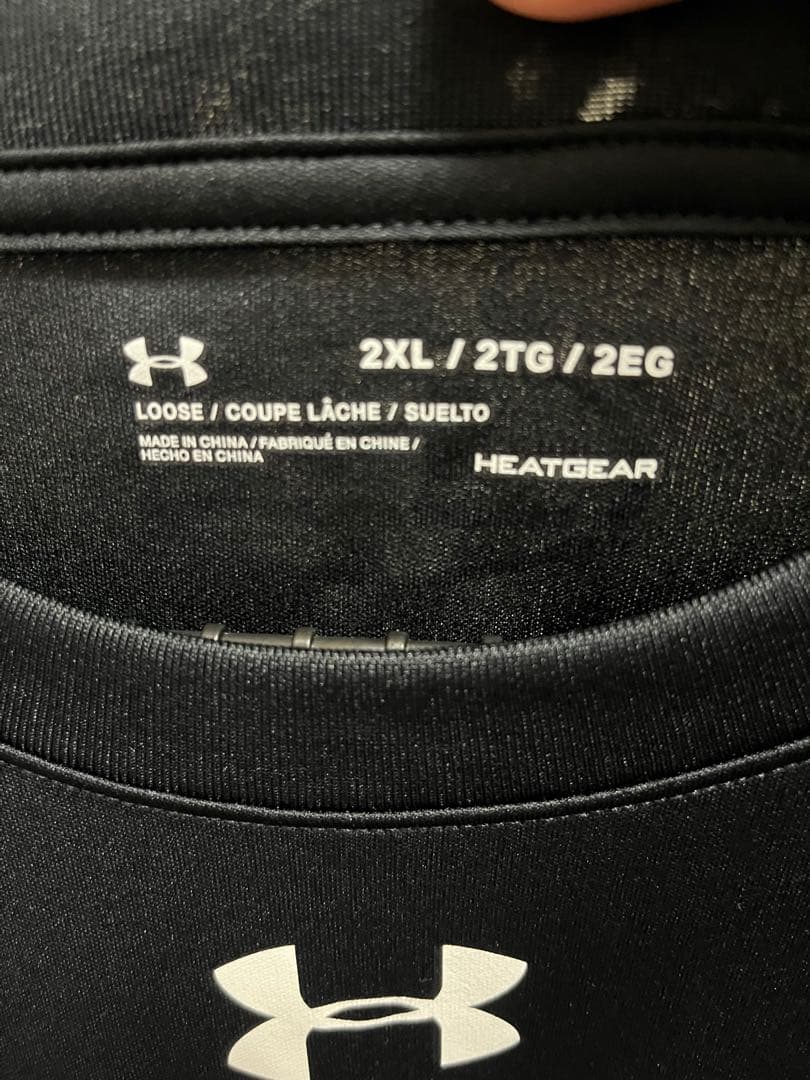 2XL / 2TG / 2EG
LOOSE / COUPE LÂCHE / SUELTO
MADE IN CHINA / FABRIQUÉ EN CHINE /
HECHO EN CHINA
HEATGEAR